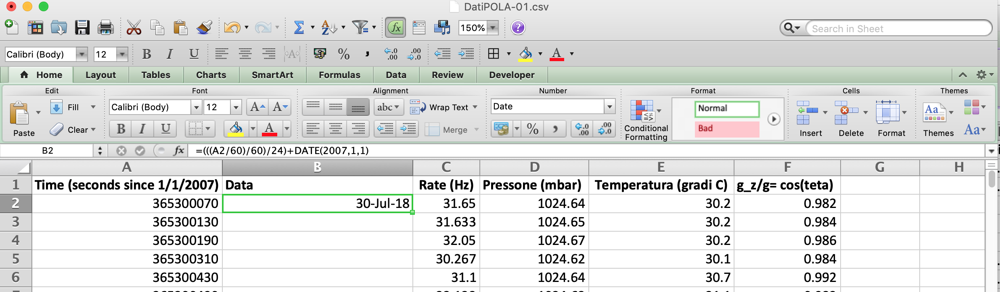 DatiPOLA-01.csv
150%
Search in Sheet
Calibri (Body) 12
Home Layout Tables Charts SmartArt Formulas Data Review Developer
Edit Font Alignment Number Format Cells Themes
Paste Fill Clear
Calibri (Body) 12
abc Wrap Text
Merge
Date
Conditional Formatting
Normal
Bad
Insert Delete Format
Themes
B2 fx =(((A2/60)/60)/24)+DATE(2007,1,1)
A B C D E F G H
1 Time (seconds since 1/1/2007) Data Rate (Hz) Pressone (mbar) Temperatura (gradi C) g_z/g= cos(teta)
2 365300070 30-Jul-18 31.65 1024.64 30.2 0.982
3 365300130 31.633 1024.65 30.2 0.984
4 365300190 32.05 1024.67 30.2 0.986
5 365300310 30.267 1024.62 30.1 0.984
6 365300430 31.1 1024.64 30.7 0.992